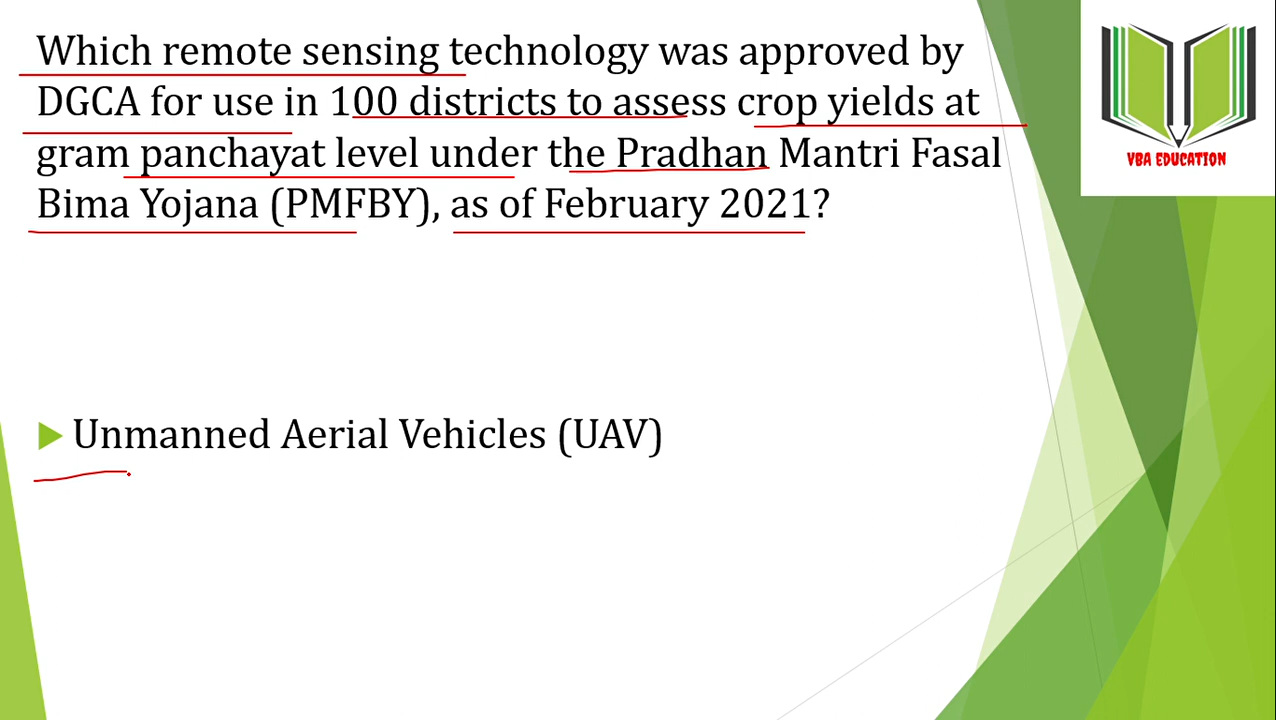 Which remote sensing technology was approved by
DGCA for use in 100 districts to assess crop yields at
gram panchayat level under the Pradhan Mantri Fasal
Bima Yojana (PMFBY), as of February 2021?
VBA EDUCATION
Unmanned Aerial Vehicles (UAV)